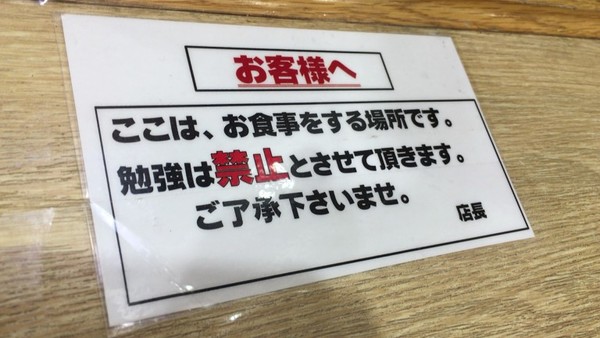 お客様へ
ここは、お食事をする場所です。
勉強は禁止とさせて頂きます。
ご了承下さいませ。
店長